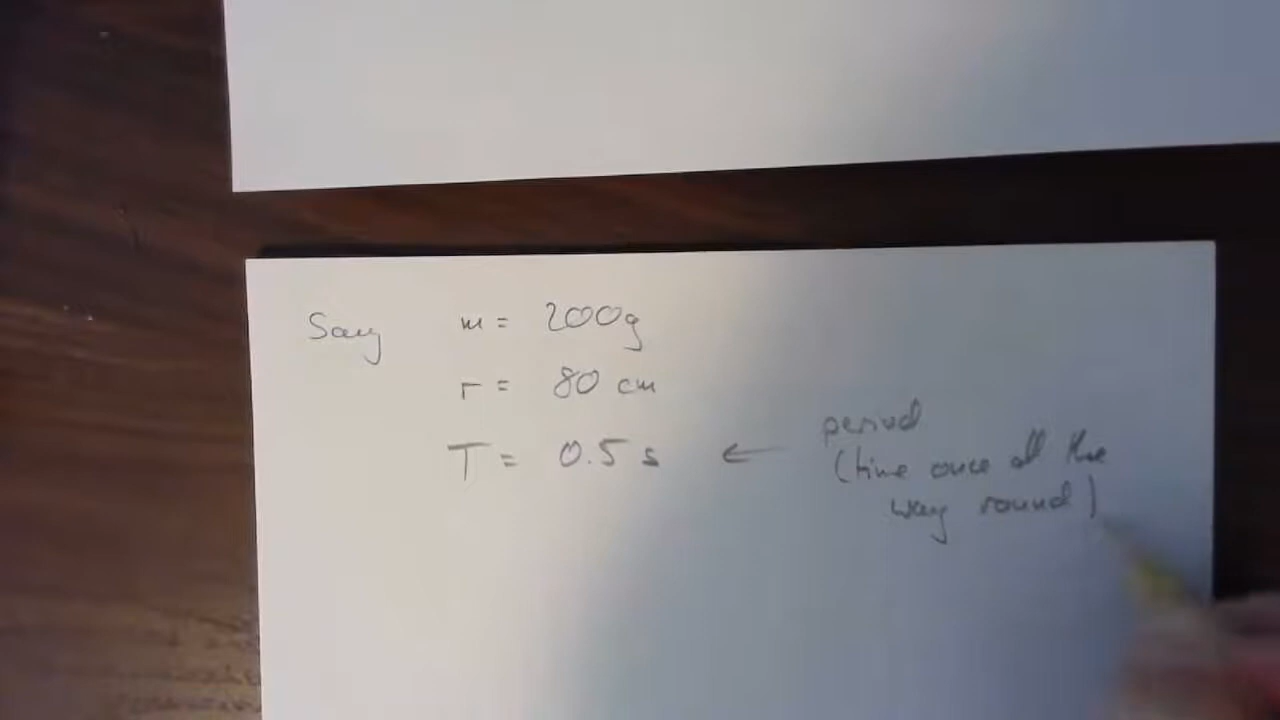 Say m = 200g
r = 80 cm
T = 0.5 s ← period
(time once all the
way round)